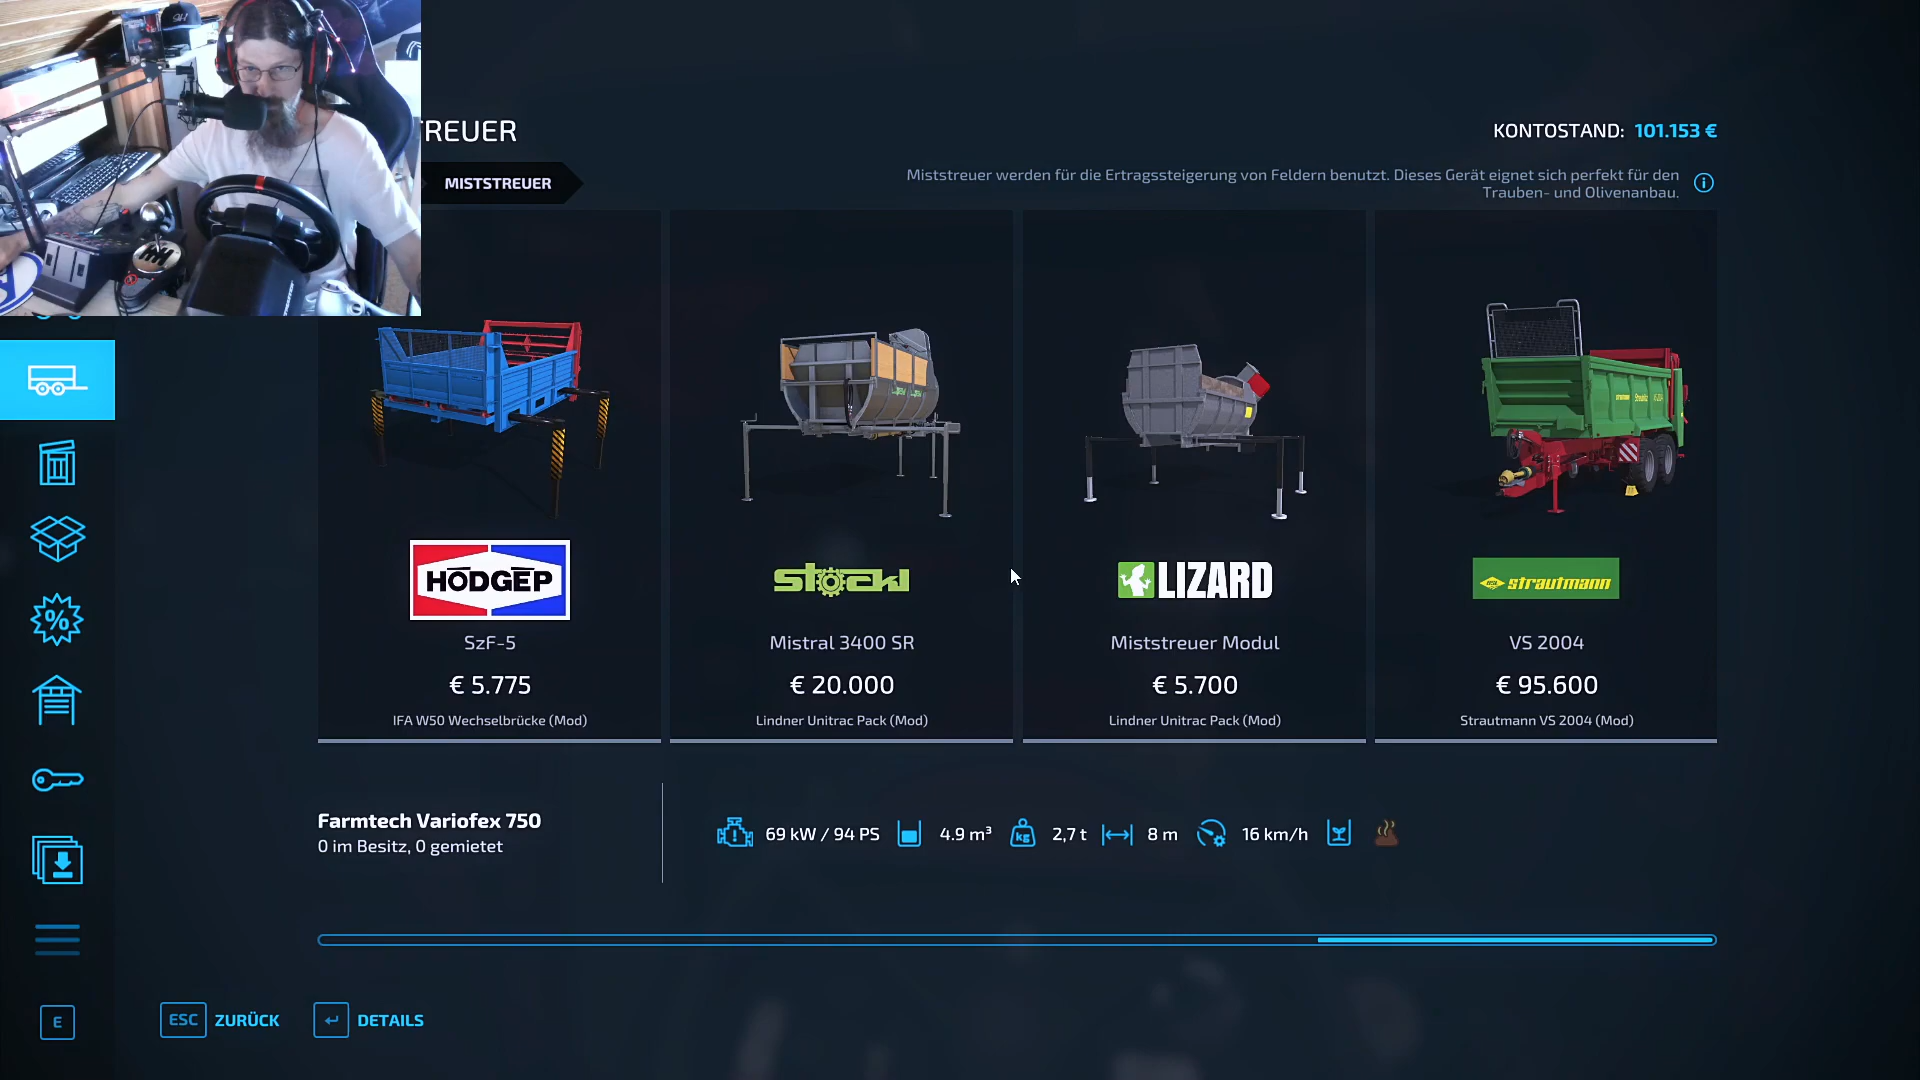 TREUER
KONTOSTAND: 101.153 €
MISTSTREUER
Miststreuer werden für die Ertragssteigerung von Feldern benutzt. Dieses Gerät eignet sich perfekt für den
Trauben- und Olivenanbau.
HÓDGÉP
SzF-5
€ 5.775
IFA W50 Wechselbrücke (Mod)
stöckl
Mistral 3400 SR
€ 20.000
Lindner Unitrac Pack (Mod)
LIZARD
Miststreuer Modul
€ 5.700
Lindner Unitrac Pack (Mod)
strautmann
VS 2004
€ 95.600
Strautmann VS 2004 (Mod)
Farmtech Variofex 750
0 im Besitz, 0 gemietet
69 kW / 94 PS
4.9 m³
kg
2,7 t
8 m
16 km/h
%
E
ESC ZURÜCK
DETAILS